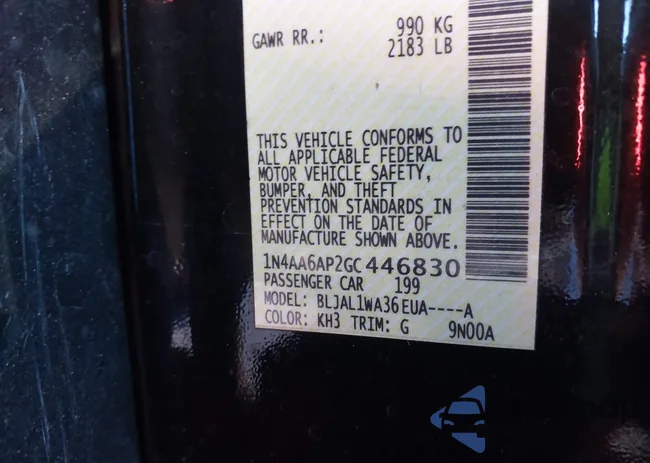 GAWR RR.: 990 KG
2183 LB
THIS VEHICLE CONFORMS TO
ALL APPLICABLE FEDERAL
MOTOR VEHICLE SAFETY,
BUMPER, AND THEFT
PREVENTION STANDARDS IN
EFFECT ON THE DATE OF
MANUFACTURE SHOWN ABOVE.
1N4AA6AP2GC446830
PASSENGER CAR 199
MODEL: BLJAL1WA36EUA----A
COLOR: KH3 TRIM: G 9N00A